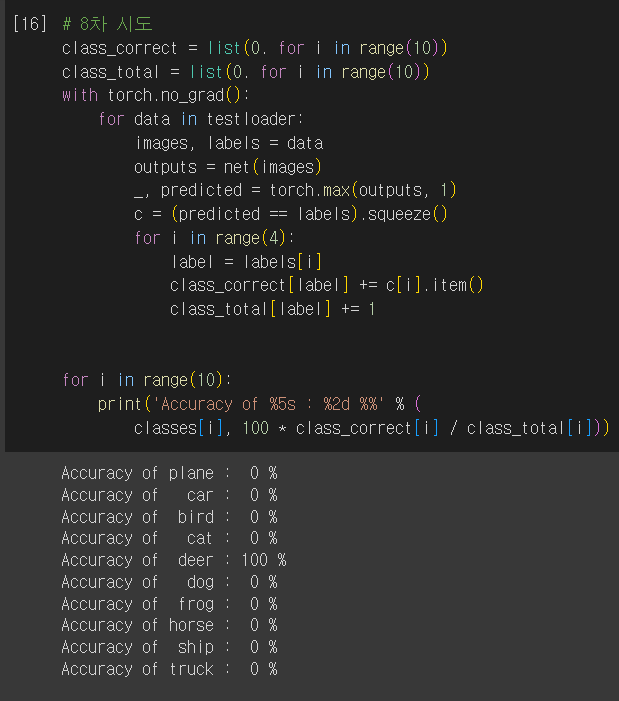 [16] # 8차 시도
class_correct = list(0. for i in range(10))
class_total = list(0. for i in range(10))
with torch.no_grad():
    for data in testloader:
        images, labels = data
        outputs = net(images)
        _, predicted = torch.max(outputs, 1)
        c = (predicted == labels).squeeze()
        for i in range(4):
            label = labels[i]
            class_correct[label] += c[i].item()
            class_total[label] += 1
for i in range(10):
    print('Accuracy of %5s : %2d %%' % (
        classes[i], 100 * class_correct[i] / class_total[i]))
Accuracy of plane :  0 %
Accuracy of   car :  0 %
Accuracy of  bird :  0 %
Accuracy of   cat :  0 %
Accuracy of  deer : 100 %
Accuracy of   dog :  0 %
Accuracy of  frog :  0 %
Accuracy of horse :  0 %
Accuracy of  ship :  0 %
Accuracy of truck :  0 %